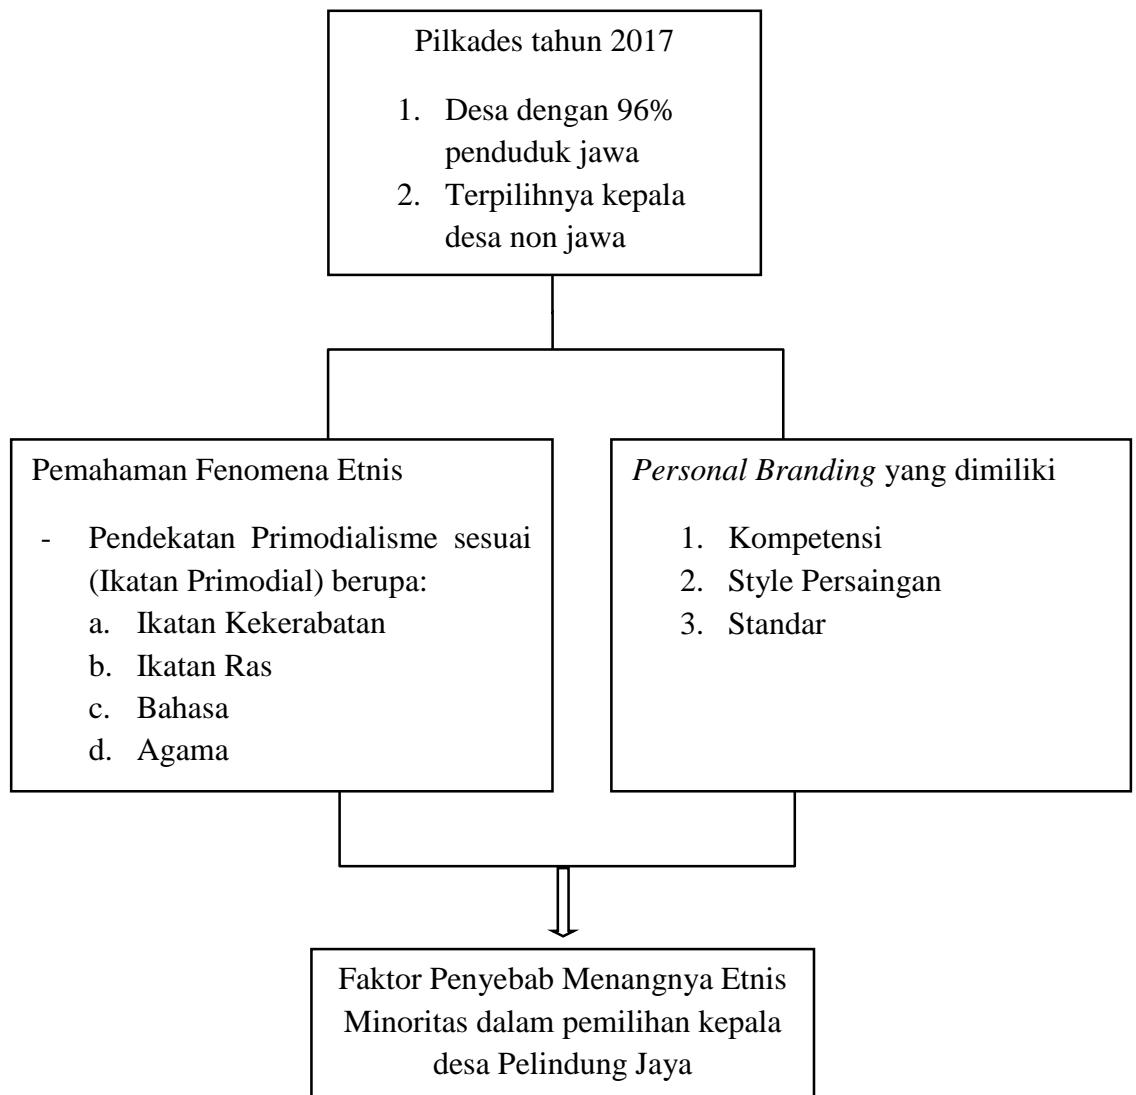 Pilkades tahun 2017
1. Desa dengan 96%
penduduk jawa
2. Terpilihnya kepala
desa non jawa
Pemahaman Fenomena Etnis
- Pendekatan Primodialisme sesuai
(Ikatan Primodial) berupa:
a. Ikatan Kekerabatan
b. Ikatan Ras
c. Bahasa
d. Agama
Personal Branding yang dimiliki
1. Kompetensi
2. Style Persaingan
3. Standar
Faktor Penyebab Menangnya Etnis
Minoritas dalam pemilihan kepala
desa Pelindung Jaya